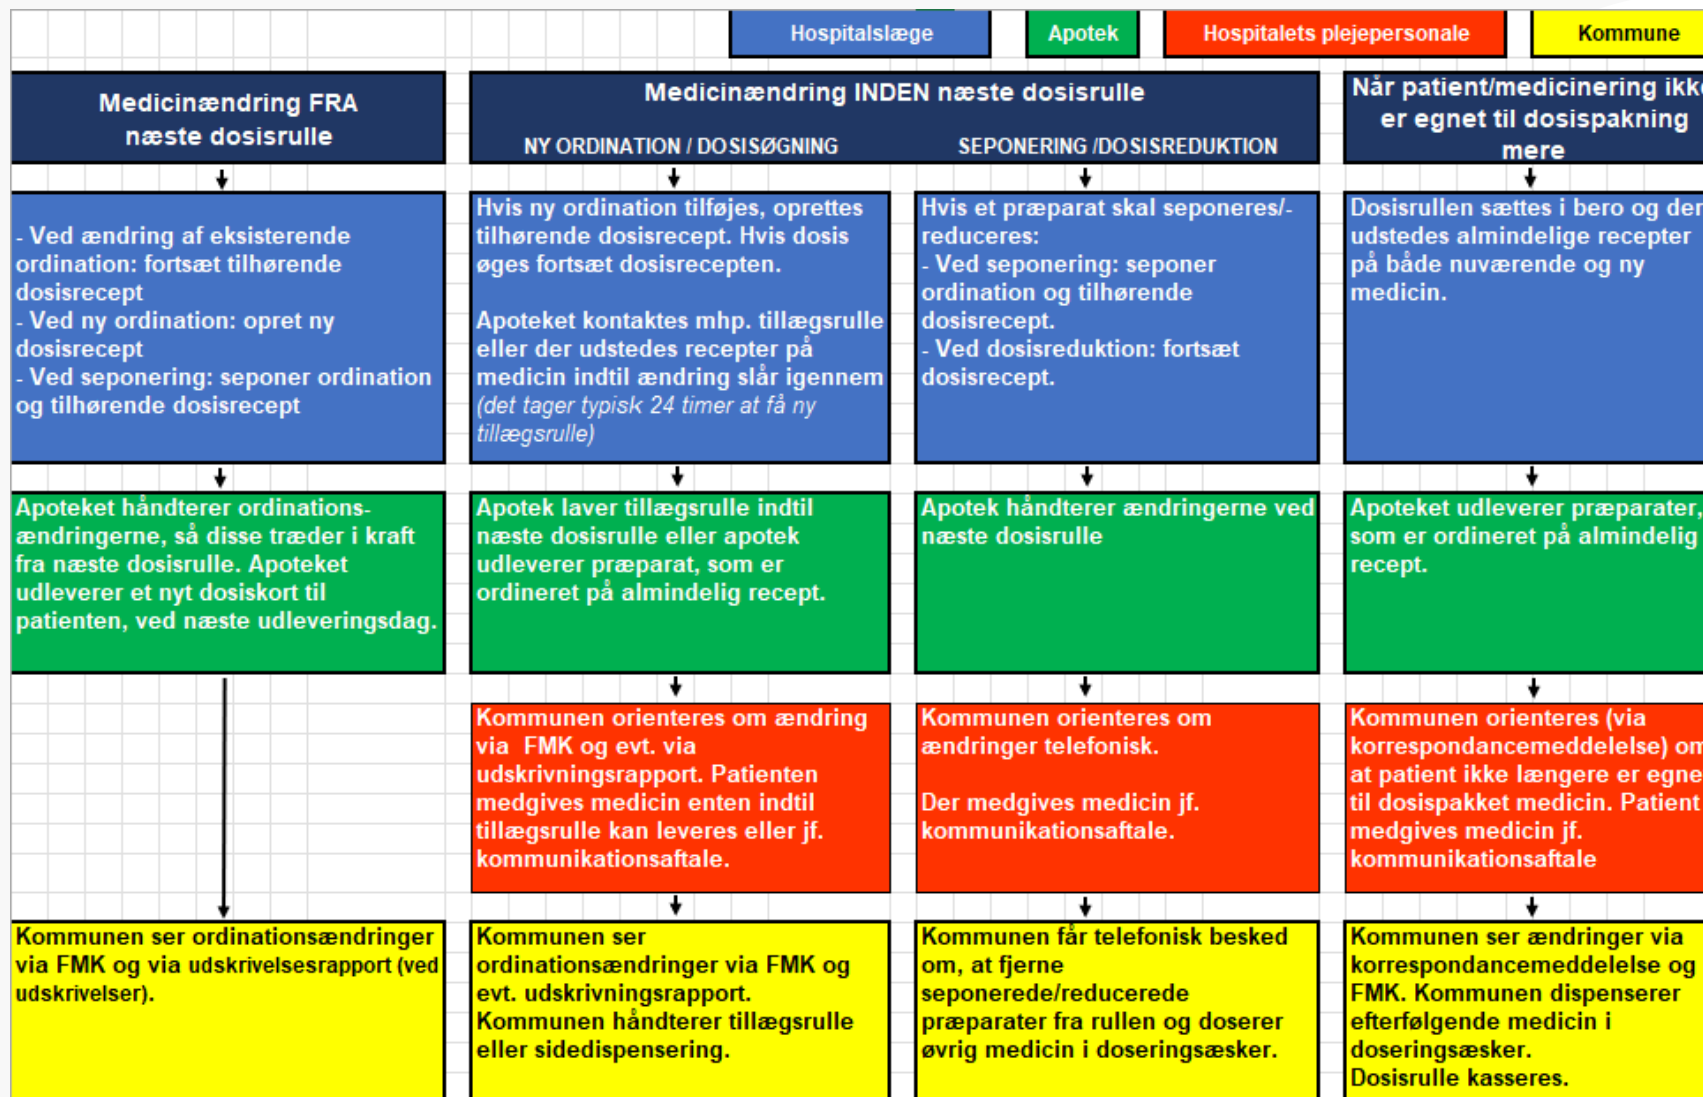 Hospitalslæge
Apotek
Hospitalets plejepersonale
Kommune
Medicinændring FRA
næste dosisrulle
Medicinændring INDEN næste dosisrulle
NY ORDINATION / DOSISØGNING
SEPONERING /DOSISREDUKTION
Når patient/medicinering ikke
er egnet til dosispakning
mere
- Ved ændring af eksisterende
ordination: fortsæt tilhørende
dosisrecept
- Ved ny ordination: opret ny
dosisrecept
- Ved seponering: seponer ordination
og tilhørende dosisrecept
Hvis ny ordination tilføjes, oprettes
tilhørende dosisrecept. Hvis dosis
øges fortsæt dosisrecepten.
Apoteket kontaktes mhp. tillægsrulle
eller der udstedes recepter på
medicin indtil ændring slår igennem
(det tager typisk 24 timer at få ny
tillægsrulle)
Hvis et præparat skal seponeres/-
reduceres:
- Ved seponering: seponer
ordination og tilhørende
dosisrecept.
- Ved dosisreduktion: fortsæt
dosisrecept.
Dosisrullen sættes i bero og der
udstedes almindelige recepter
på både nuværende og ny
medicin.
Apoteket håndterer ordinations-
ændringerne, så disse træder i kraft
fra næste dosisrulle. Apoteket
udleverer et nyt dosiskort til
patienten, ved næste udleveringsdag.
Apotek laver tillægsrulle indtil
næste dosisrulle eller apotek
udleverer præparat, som er
ordineret på almindelig recept.
Apotek håndterer ændringerne ved
næste dosisrulle
Apoteket udleverer præparater,
som er ordineret på almindelig
recept.
Kommunen orienteres om ændring
via FMK og evt. via
udskrivningsrapport. Patienten
medgives medicin enten indtil
tillægsrulle kan leveres eller jf.
kommunikationsaftale.
Kommunen orienteres om
ændringer telefonisk.
Der medgives medicin jf.
kommunikationsaftale.
Kommunen orienteres (via
korrespondancemeddelelse) om
at patient ikke længere er egne
til dosispakket medicin. Patient
medgives medicin jf.
kommunikationsaftale
Kommunen ser ordinationsændringer
via FMK og via udskrivelsesrapport (ved
udskrivelser).
Kommunen ser
ordinationsændringer via FMK og
evt. udskrivningsrapport.
Kommunen håndterer tillægsrulle
eller sidedispensering.
Kommunen får telefonisk besked
om, at fjerne
seponerede/reducerede
præparater fra rullen og doserer
øvrig medicin i doseringsæsker.
Kommunen ser ændringer via
korrespondancemeddelelse og
FMK. Kommunen dispenserer
efterfølgende medicin i
doseringsæsker.
Dosisrulle kasseres.